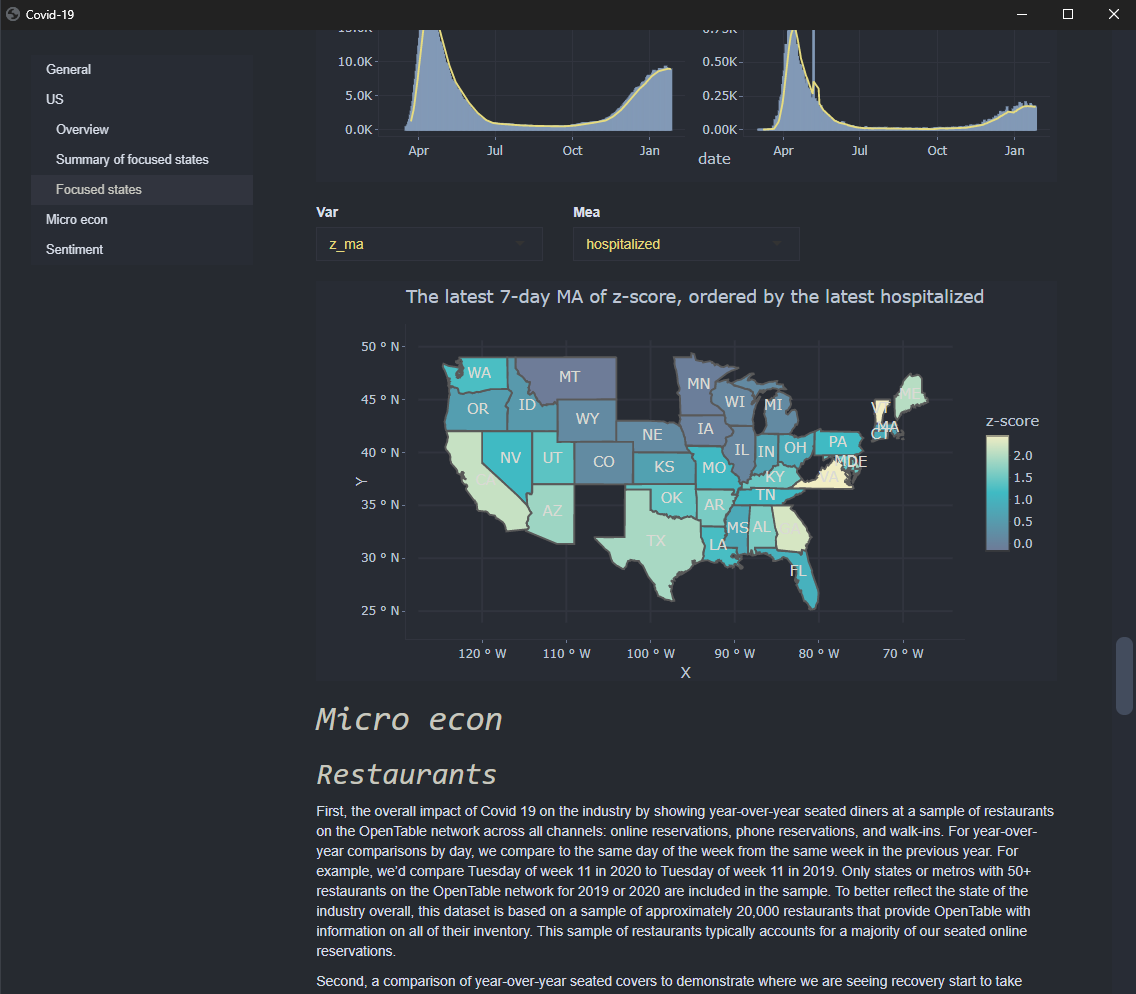 Covid-19
General
US
Overview
Summary of focused states
Focused states
Micro econ
Sentiment
15.0K
10.0K
5.0K
0.0K
Apr Jul Oct Jan
0.75K
0.50K
0.25K
0.00K
Apr Jul Oct Jan
date
Var
z_ma
Mea
hospitalized
The latest 7-day MA of z-score, ordered by the latest hospitalized
50 ° N
45 ° N
40 ° N
35 ° N
30 ° N
25 ° N
Y
WA MT MN
OR ID WY WI MI
NE IA MA
CT
NV UT CO KS MO IL IN OH PA
MD DE
KY VA
AZ OK AR TN
TX LA MS AL
FL
120 ° W 110 ° W 100 ° W 90 ° W 80 ° W 70 ° W
X
z-score
2.0
1.5
1.0
0.5
0.0
Micro econ
Restaurants
First, the overall impact of Covid 19 on the industry by showing year-over-year seated diners at a sample of restaurants
on the OpenTable network across all channels: online reservations, phone reservations, and walk-ins. For year-over-
year comparisons by day, we compare to the same day of the week from the same week in the previous year. For
example, we'd compare Tuesday of week 11 in 2020 to Tuesday of week 11 in 2019. Only states or metros with 50+
restaurants on the OpenTable network for 2019 or 2020 are included in the sample. To better reflect the state of the
industry overall, this dataset is based on a sample of approximately 20,000 restaurants that provide OpenTable with
information on all of their inventory. This sample of restaurants typically accounts for a majority of our seated online
reservations.
Second, a comparison of year-over-year seated covers to demonstrate where we are seeing recovery start to take